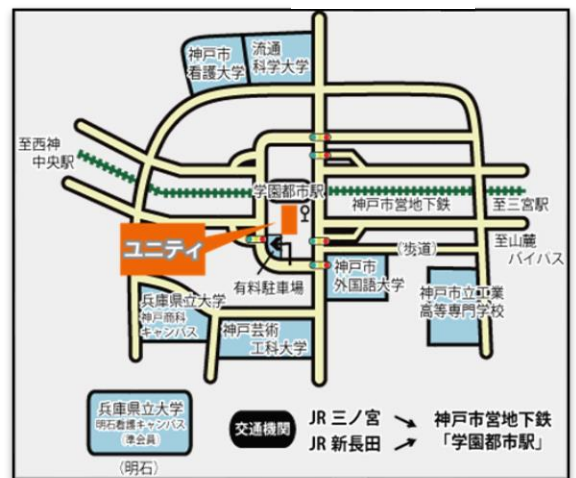 神戸市
看護大学
流通
科学大学
至西神
中央駅
学園都市駅
神戸市営地下鉄
至三宮駅
ユニティ
(歩道)
至山麓
バイパス
有料駐車場
神戸市
外国語大学
神戸市立工業
高等専門学校
兵庫県立大学
神戸商科
キャンパス
神戸芸術
工科大学
兵庫県立大学
明石看護キャンパス
(準会員)
(明石)
交通機関
JR 三ノ宮
JR 新長田
神戸市営地下鉄
「学園都市駅」